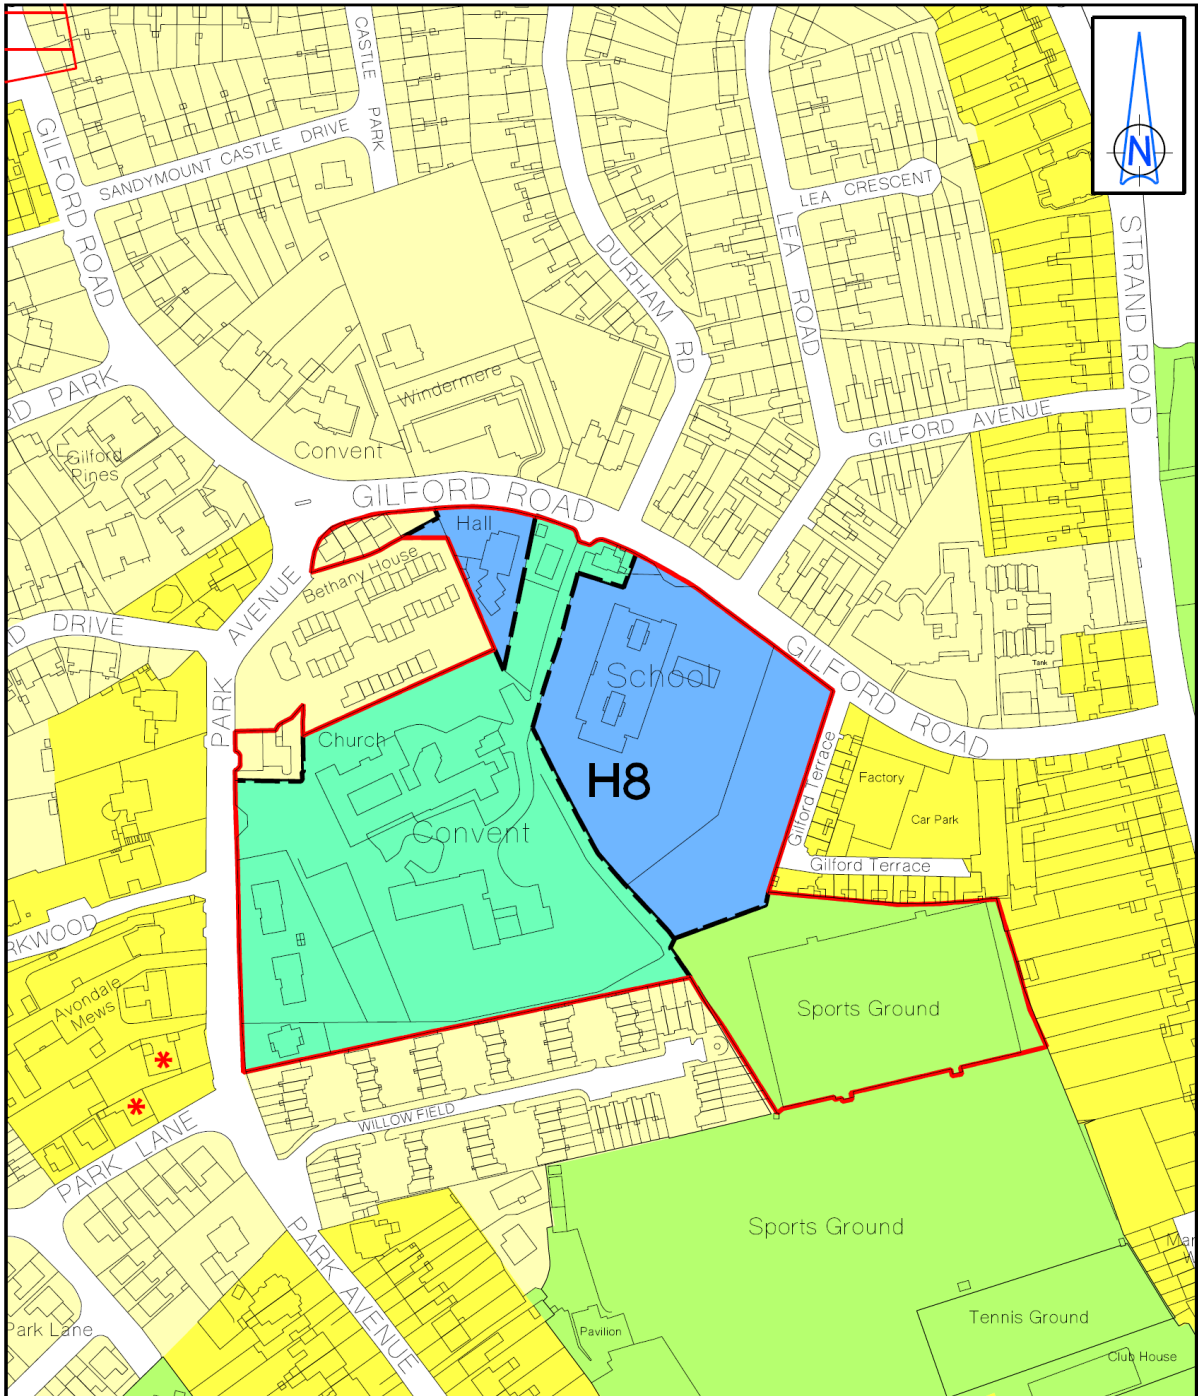 CASTLE PARK
N
GILFORD ROAD
SANDYMOUNT CASTLE DRIVE
LEA CRESCENT
DURHAM RD
LEA ROAD
STRAND ROAD
RD PARK
Windermere
GILFORD AVENUE
Gilford
Pines
Convent
GILFORD ROAD
Hall
Bethany House
PARK AVENUE
D DRIVE
School
GILFORD ROAD
Tank
Church
Gilford Terrace
Factory
H8
Car Park
Convent
Gilford Terrace
RKWOOD
Avondale
Mews
Sports Ground
*
*
WILLOW FIELD
PARK LANE
PARK AVENUE
Sports Ground
Mar
Tennis Ground
Park Lane
Pavilion
Club House